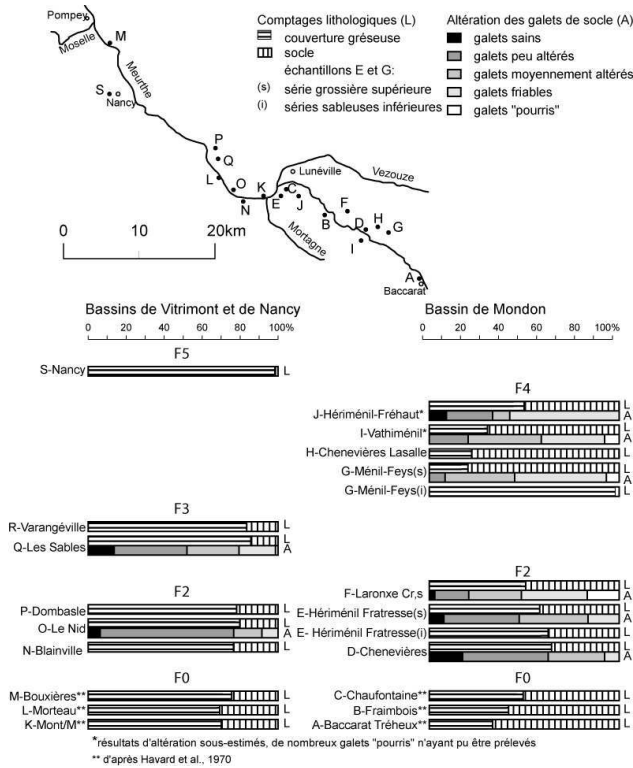 Pompey
Moselle
M
Meurthe
S
Nancy
P
Q
L
O
N
K
E
C
J
Lunéville
Vezouze
Mortagne
B
F
D
H
G
I
A
Baccarat
0 10 20km
Comptages lithologiques (L)
couverture gréseuse
socle
échantillons E et G:
(s) série grossière supérieure
(i) séries sableuses inférieures
Altération des galets de socle (A)
galets sains
galets peu altérés
galets moyennement altérés
galets friables
galets "pourris"
Bassins de Vitrimont et de Nancy
0 20 40 60 80 100%
F5
S-Nancy L
F3
R-Varangéville L
L
Q-Les Sables A
F2
P-Dombasle L
O-Le Nid L
A
N-Blainville L
F0
M-Bouxières** L
L-Morteau** L
K-Mont/M** L
Bassin de Mondon
0 20 40 60 80 100%
F4
L
J-Hériménil-Fréhaut* A
I-Vathiménil* L
A
H-Chenevières Lasalle L
G-Ménil-Feys(s) L
A
G-Ménil-Feys(i) L
F2
L
F-Laronxe Cr,s A
E-Hériménil Fratresse(s) L
A
E- Hériménil Fratresse(i) L
D-Chenevières L
A
F0
C-Chaufontaine** L
B-Fraimbois** L
A-Baccarat Tréheux** L
*résultats d'altération sous-estimés, de nombreux galets "pourris" n'ayant pu être prélevés
** d'après Havard et al., 1970